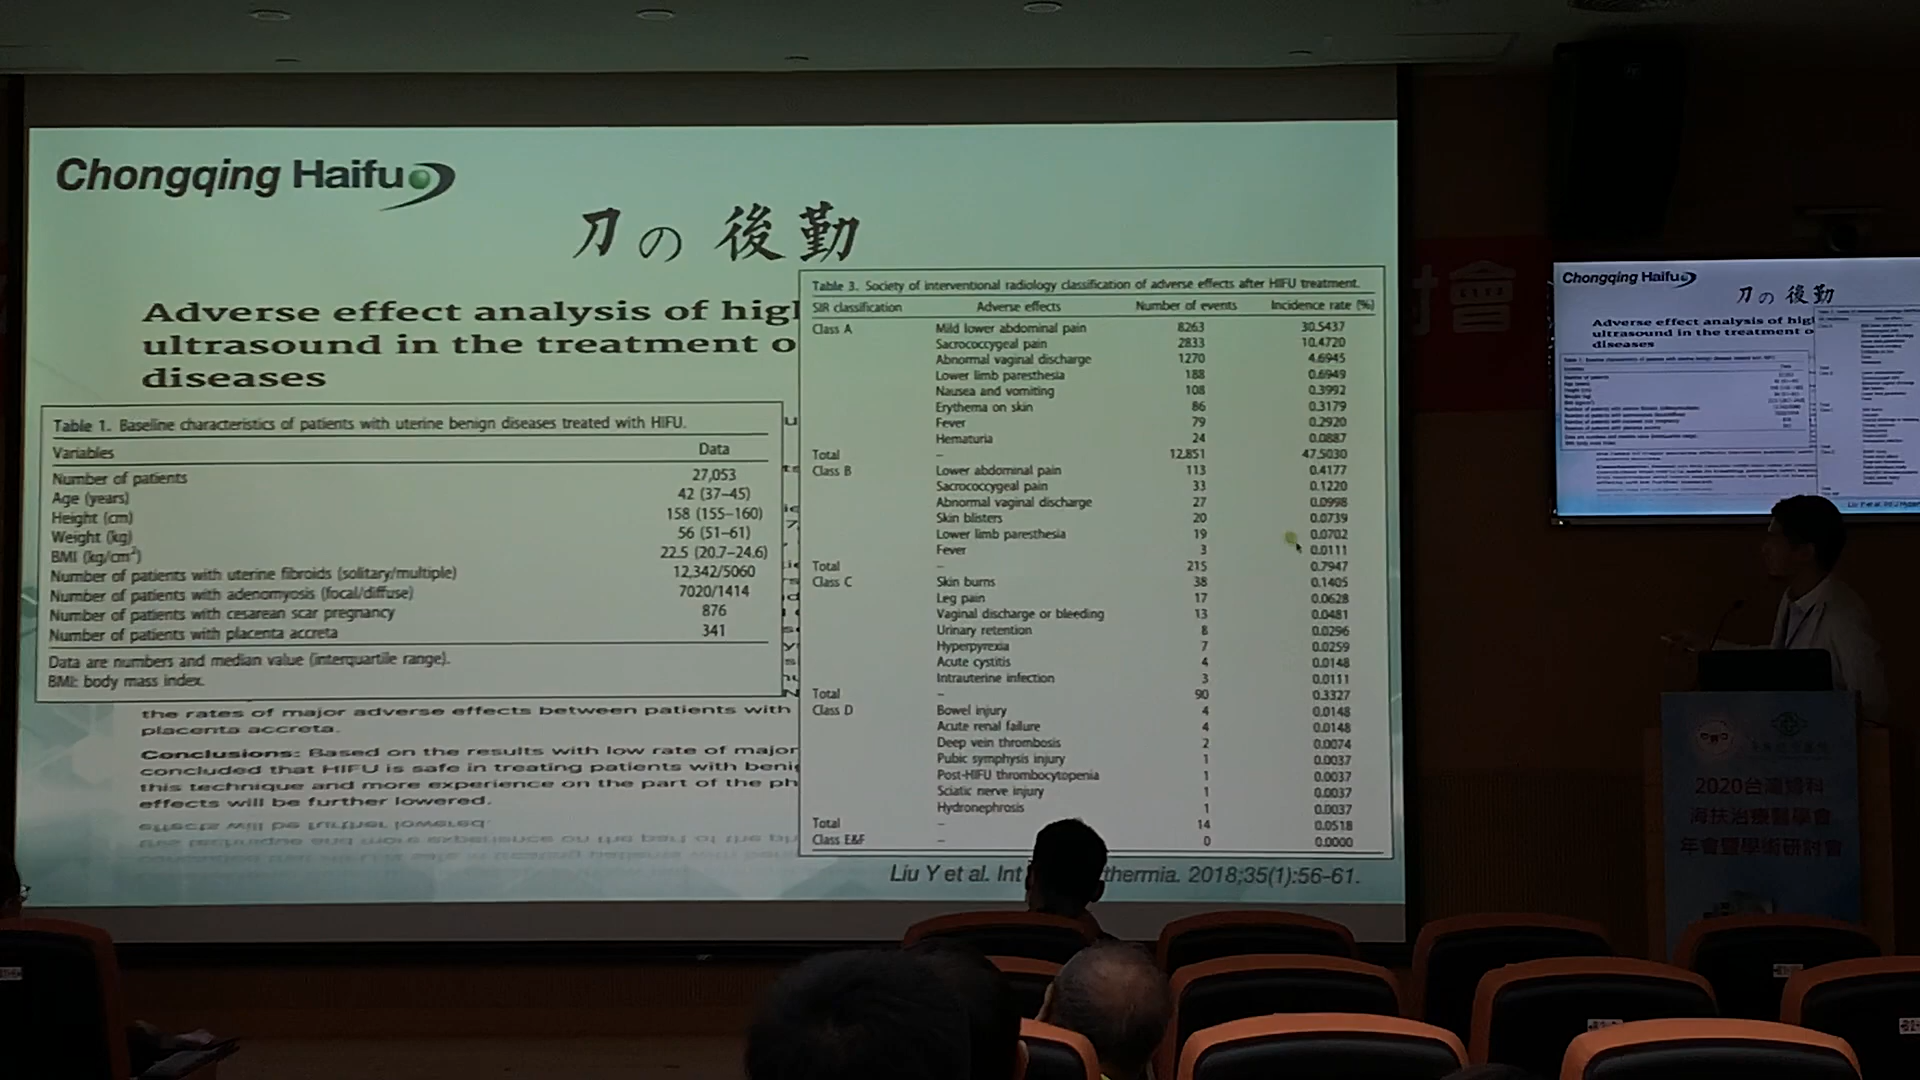 Chongqing Haifu
刀の後勤
Adverse effect analysis of hig
ultrasound in the treatment o
diseases
Table 1. Baseline characteristics of patients with uterine benign diseases treated with HIFU.
Variables Data
Number of patients 27,053
Age (years) 42 (37–45)
Height (cm) 158 (155–160)
Weight (kg) 56 (51–61)
BMI (kg/cm²) 22.5 (20.7–24.6)
Number of patients with uterine fibroids (solitary/multiple) 12,342/5060
Number of patients with adenomyosis (focal/diffuse) 7020/1414
Number of patients with cesarean scar pregnancy 876
Number of patients with placenta accreta 341
Data are numbers and median value (interquartile range).
BMI: body mass index.
the rates of major adverse effects between patients with
placenta accreta.
Conclusions: Based on the results with low rate of major
concluded that HIFU is safe in treating patients with beni
this technique and more experience on the part of the ph
effects will be further lowered.
Table 3. Society of interventional radiology classification of adverse effects after HIFU treatment.
SIR classification Adverse effects Number of events Incidence rate (%)
Class A Mild lower abdominal pain 8263 30.5437
Sacrococcygeal pain 2833 10.4720
Abnormal vaginal discharge 1270 4.6945
Lower limb paresthesia 188 0.6949
Nausea and vomiting 108 0.3992
Erythema on skin 86 0.3179
Fever 79 0.2920
Hematuria 24 0.0887
Total – 12,851 47.5030
Class B Lower abdominal pain 113 0.4177
Sacrococcygeal pain 33 0.1220
Abnormal vaginal discharge 27 0.0998
Skin blisters 20 0.0739
Lower limb paresthesia 19 0.0702
Fever 3 0.0111
Total – 215 0.7947
Class C Skin burns 38 0.1405
Leg pain 17 0.0628
Vaginal discharge or bleeding 13 0.0481
Urinary retention 8 0.0296
Hyperpyrexia 7 0.0259
Acute cystitis 4 0.0148
Intrauterine infection 3 0.0111
Total – 90 0.3327
Class D Bowel injury 4 0.0148
Acute renal failure 4 0.0148
Deep vein thrombosis 2 0.0074
Pubic symphysis injury 1 0.0037
Post-HIFU thrombocytopenia 1 0.0037
Sciatic nerve injury 1 0.0037
Hydronephrosis 1 0.0037
Total – 14 0.0518
Class E&F – 0 0.0000
Liu Y et al. Int thermia. 2018;35(1):56-61.
Chongqing Haifu
刀の後勤
Adverse effect analysis of hig
ultrasound in the treatment o
diseases
討會
2020台灣婦科
海扶治療醫學會
年會暨學術研討會